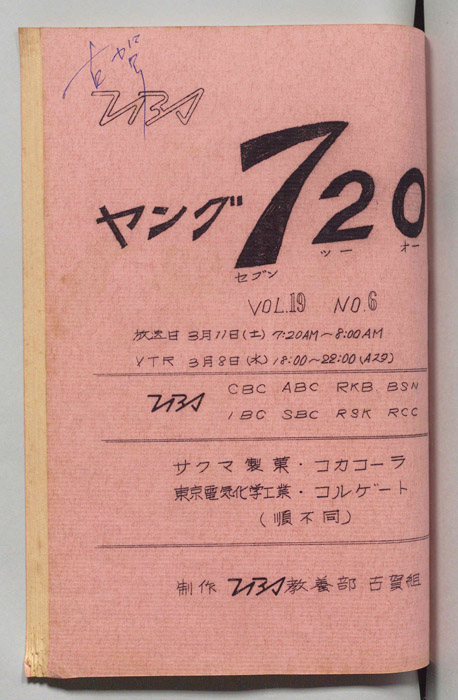 古賀
TBS
ヤング720
セブン ツー オー
VOL.19 NO.6
放送日 3月11日(土) 7:20AM～8:00AM
VTR 3月8日(水) 18:00～22:00 (A29)
TBS CBC ABC RKB BSN
IBC SBC RSK RCC
サクマ製菓・コカコーラ
東京電気化学工業・コルゲート
(順不同)
制作 TBS教養部 古賀組